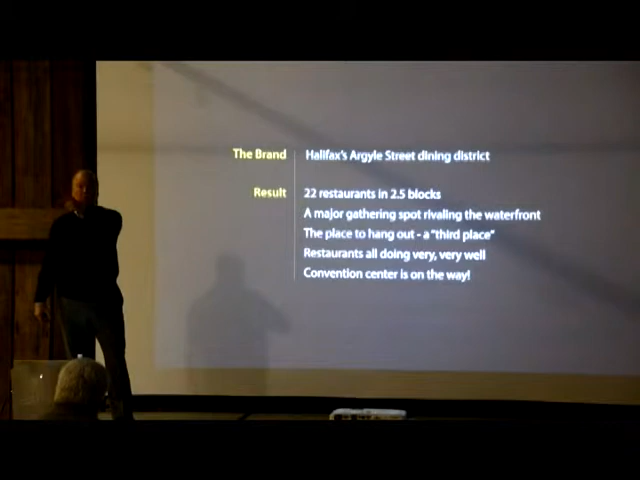 The Brand Halifax's Argyle Street dining district
Result 22 restaurants in 2.5 blocks
A major gathering spot rivaling the waterfront
The place to hang out - a "third place"
Restaurants all doing very, very well
Convention center is on the way!